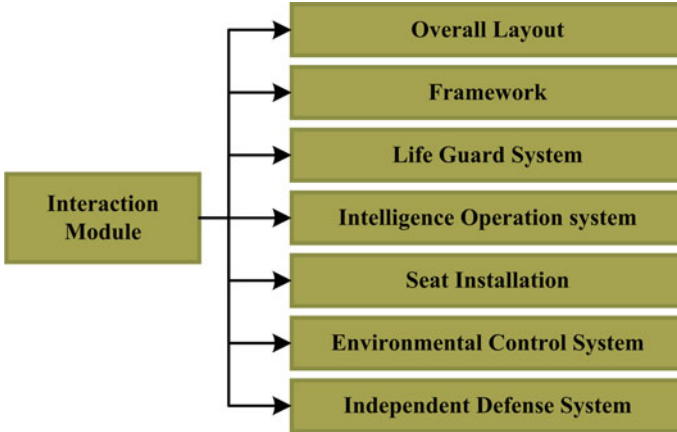 Interaction
Module
Overall Layout
Framework
Life Guard System
Intelligence Operation system
Seat Installation
Environmental Control System
Independent Defense System